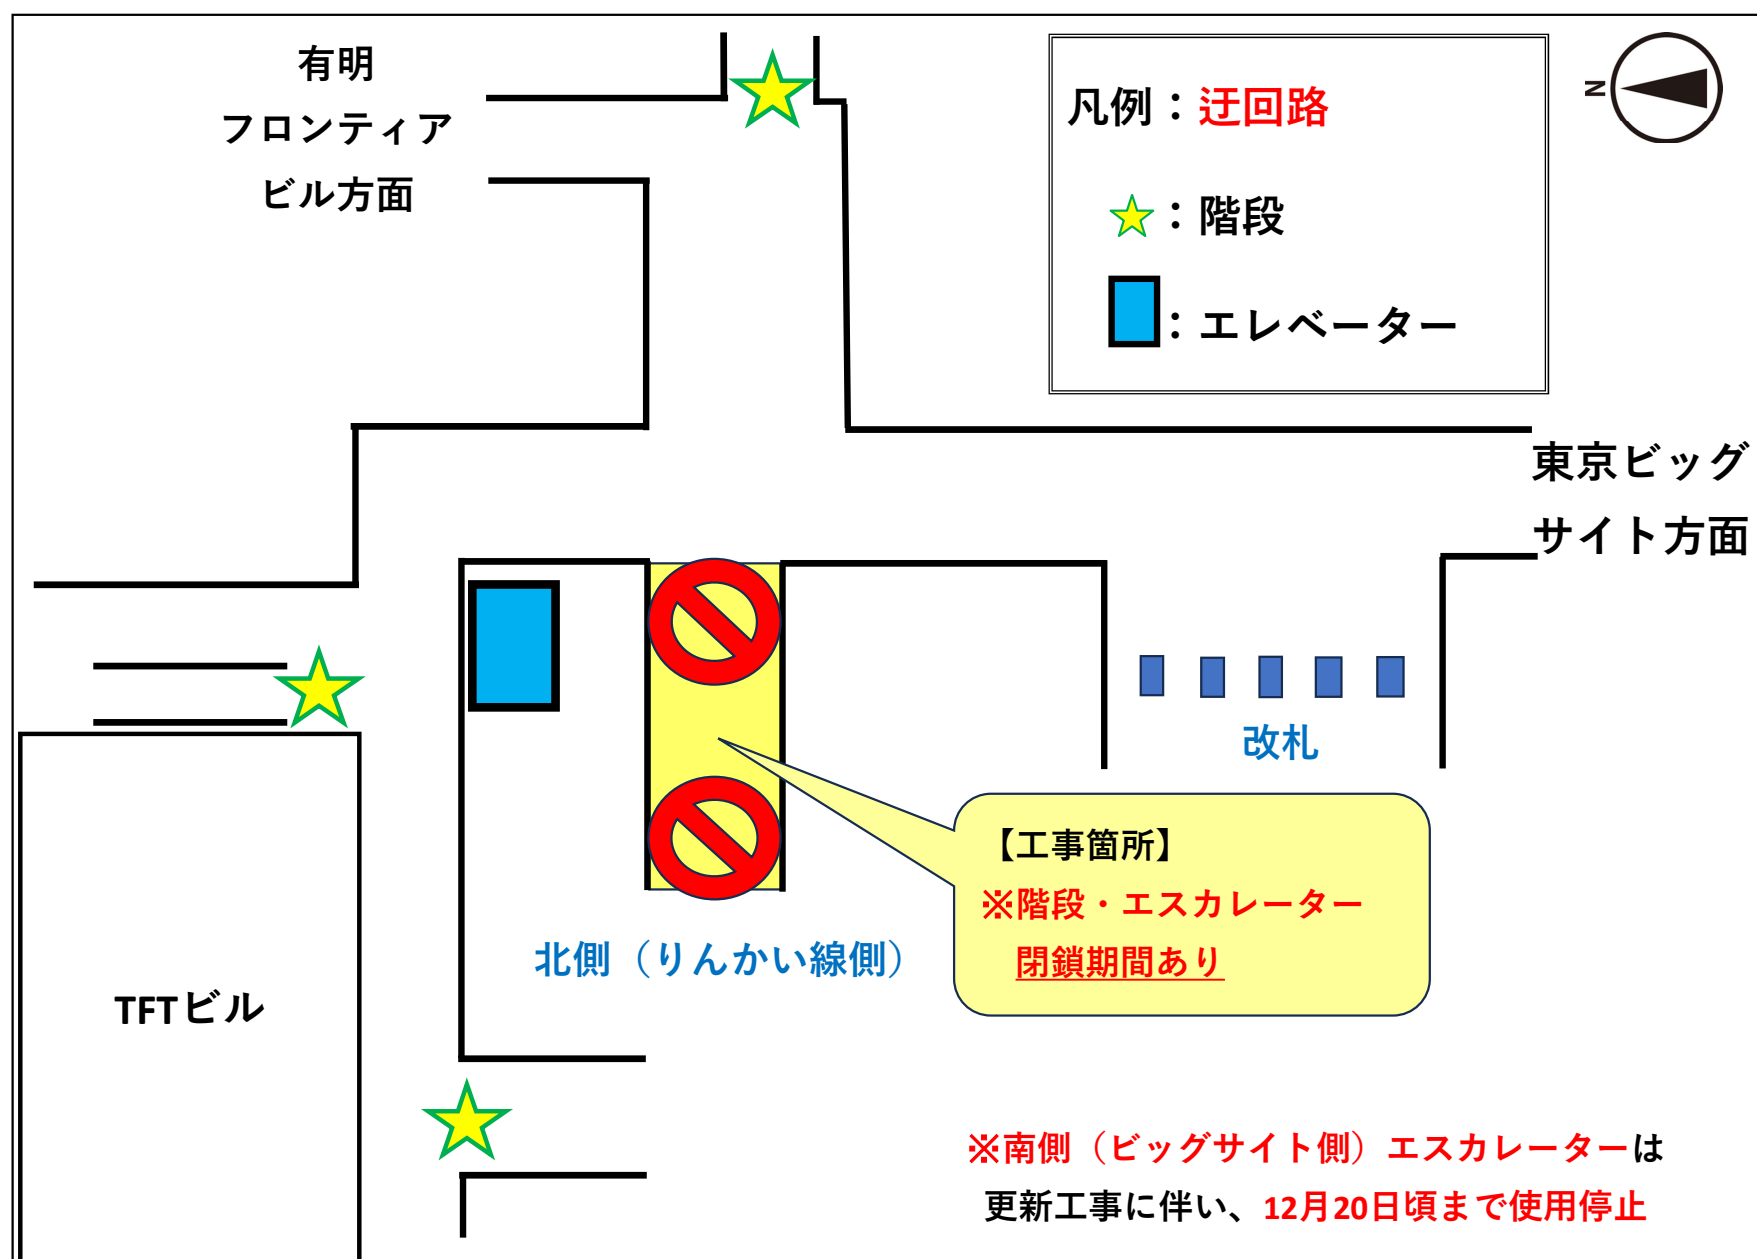 有明
フロンティア
ビル方面
凡例：迂回路
：階段
：エレベーター
N
東京ビッグ
サイト方面
改札
【工事箇所】
※階段・エスカレーター
閉鎖期間あり
北側（りんかい線側）
TFTビル
※南側（ビッグサイト側）エスカレーターは
更新工事に伴い、12月20日頃まで使用停止